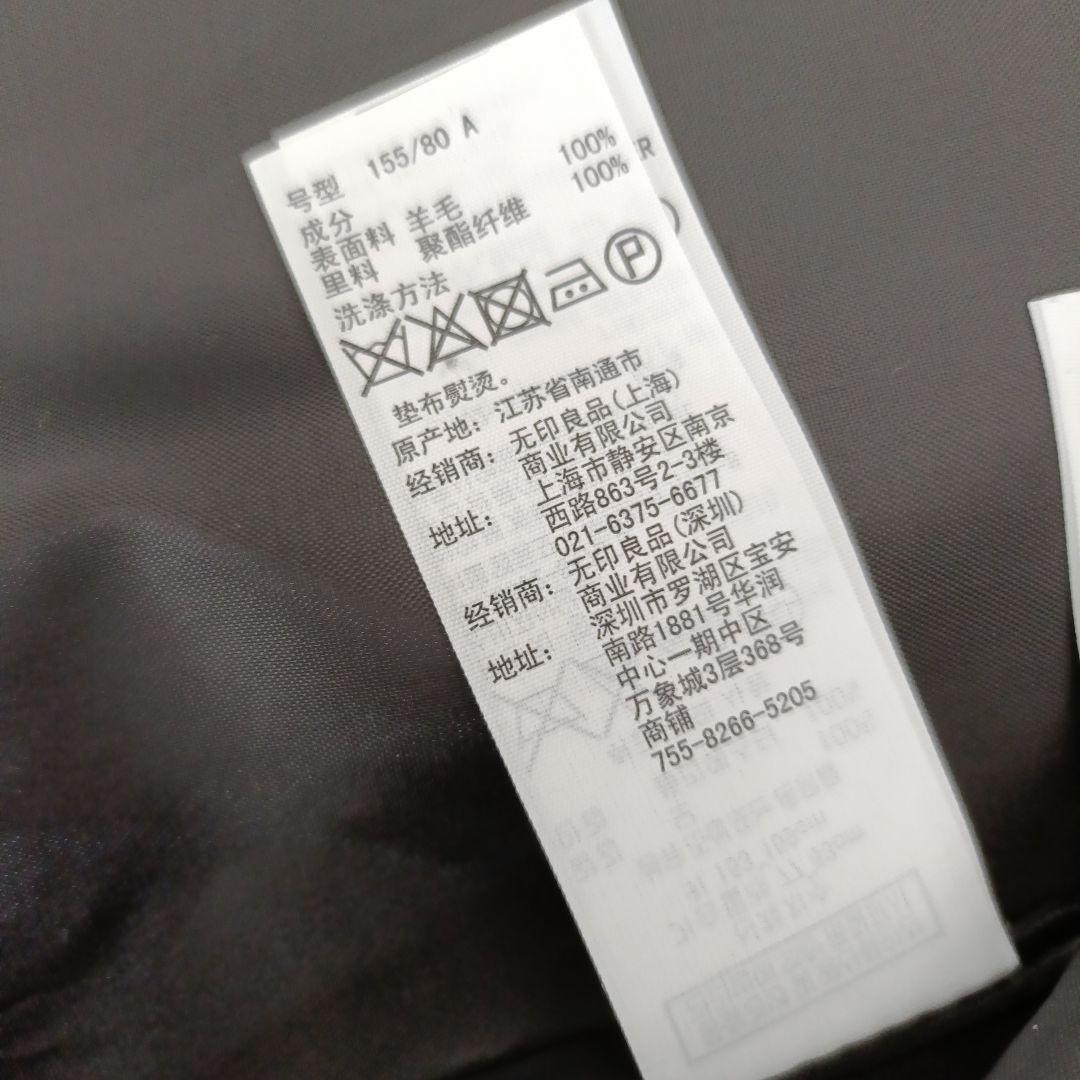 号型 155/80 A
成分
表面料 羊毛 100%
里料 聚酯纤维 100%
洗涤方法
P
垫布熨烫。
原产地: 江苏省南通市
经销商: 无印良品(上海)
商业有限公司
地址: 上海市静安区南京
西路863号2-3楼
021-6375-6677
经销商: 无印良品(深圳)
商业有限公司
地址: 深圳市罗湖区宝安
南路1881号华润
中心一期中区
万象城3层368号
商铺
755-8266-5205